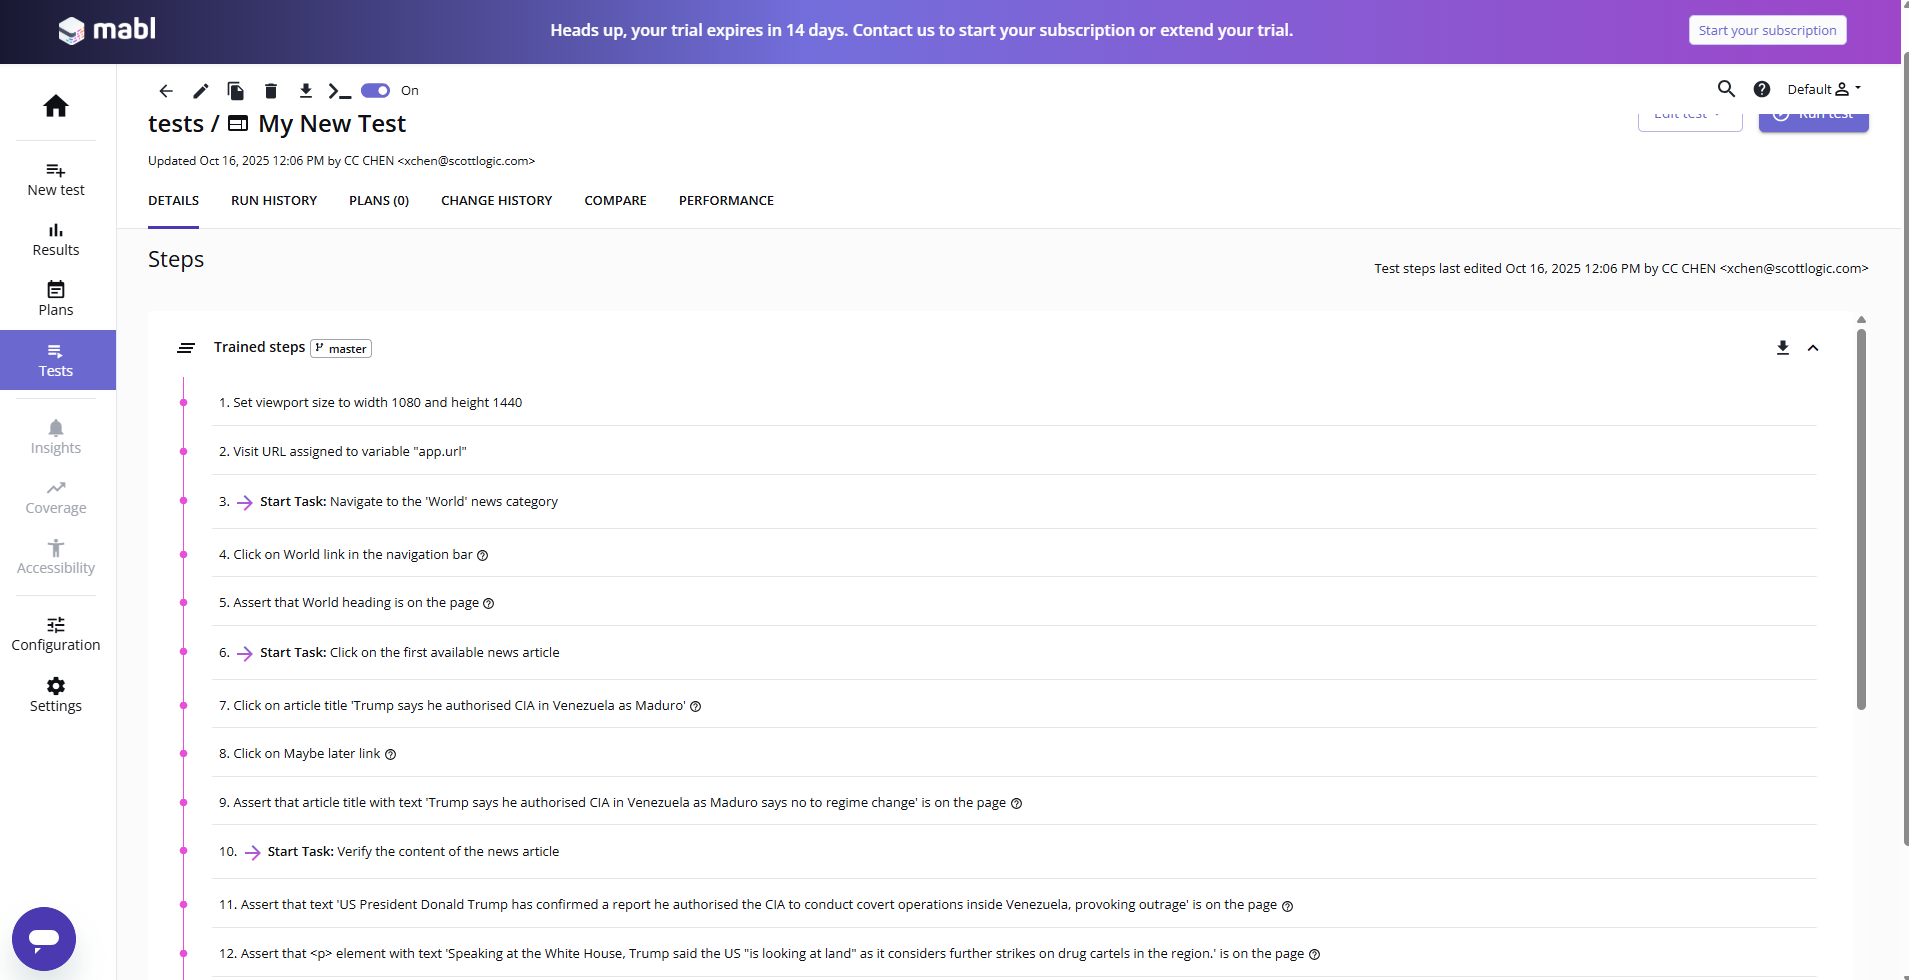 mabl
Heads up, your trial expires in 14 days. Contact us to start your subscription or extend your trial.
Start your subscription
On
Default
tests / My New Test
Edit test
Run test
Updated Oct 16, 2025 12:06 PM by CC CHEN <xchen@scottlogic.com>
DETAILS RUN HISTORY PLANS (0) CHANGE HISTORY COMPARE PERFORMANCE
New test
Results
Plans
Tests
Insights
Coverage
Accessibility
Configuration
Settings
Steps
Test steps last edited Oct 16, 2025 12:06 PM by CC CHEN <xchen@scottlogic.com>
Trained steps master
1. Set viewport size to width 1080 and height 1440
2. Visit URL assigned to variable "app.url"
3. Start Task: Navigate to the 'World' news category
4. Click on World link in the navigation bar
5. Assert that World heading is on the page
6. Start Task: Click on the first available news article
7. Click on article title 'Trump says he authorised CIA in Venezuela as Maduro'
8. Click on Maybe later link
9. Assert that article title with text 'Trump says he authorised CIA in Venezuela as Maduro says no to regime change' is on the page
10. Start Task: Verify the content of the news article
11. Assert that text 'US President Donald Trump has confirmed a report he authorised the CIA to conduct covert operations inside Venezuela, provoking outrage' is on the page
12. Assert that <p> element with text 'Speaking at the White House, Trump said the US "is looking at land" as it considers further strikes on drug cartels in the region.' is on the page